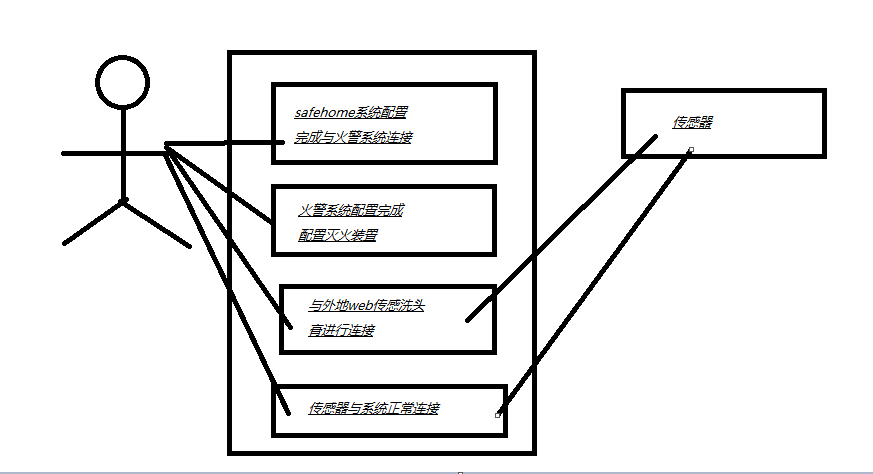 safehome系统配置
完成与火警系统连接
火警系统配置完成
配置灭火装置
与外地web传感洗头
育进行连接
传感器与系统正常连接
传感器